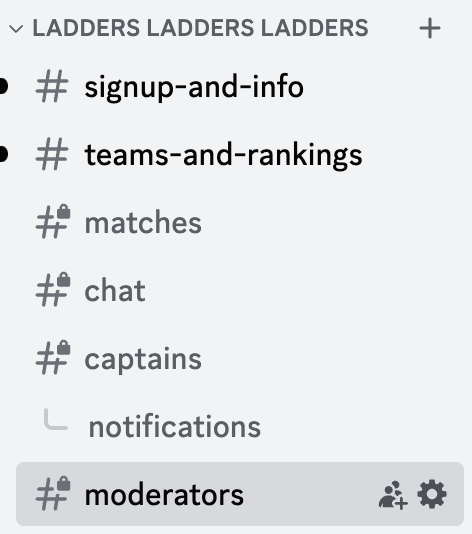 LADDERS LADDERS LADDERS
signup-and-info
teams-and-rankings
matches
chat
captains
notifications
moderators